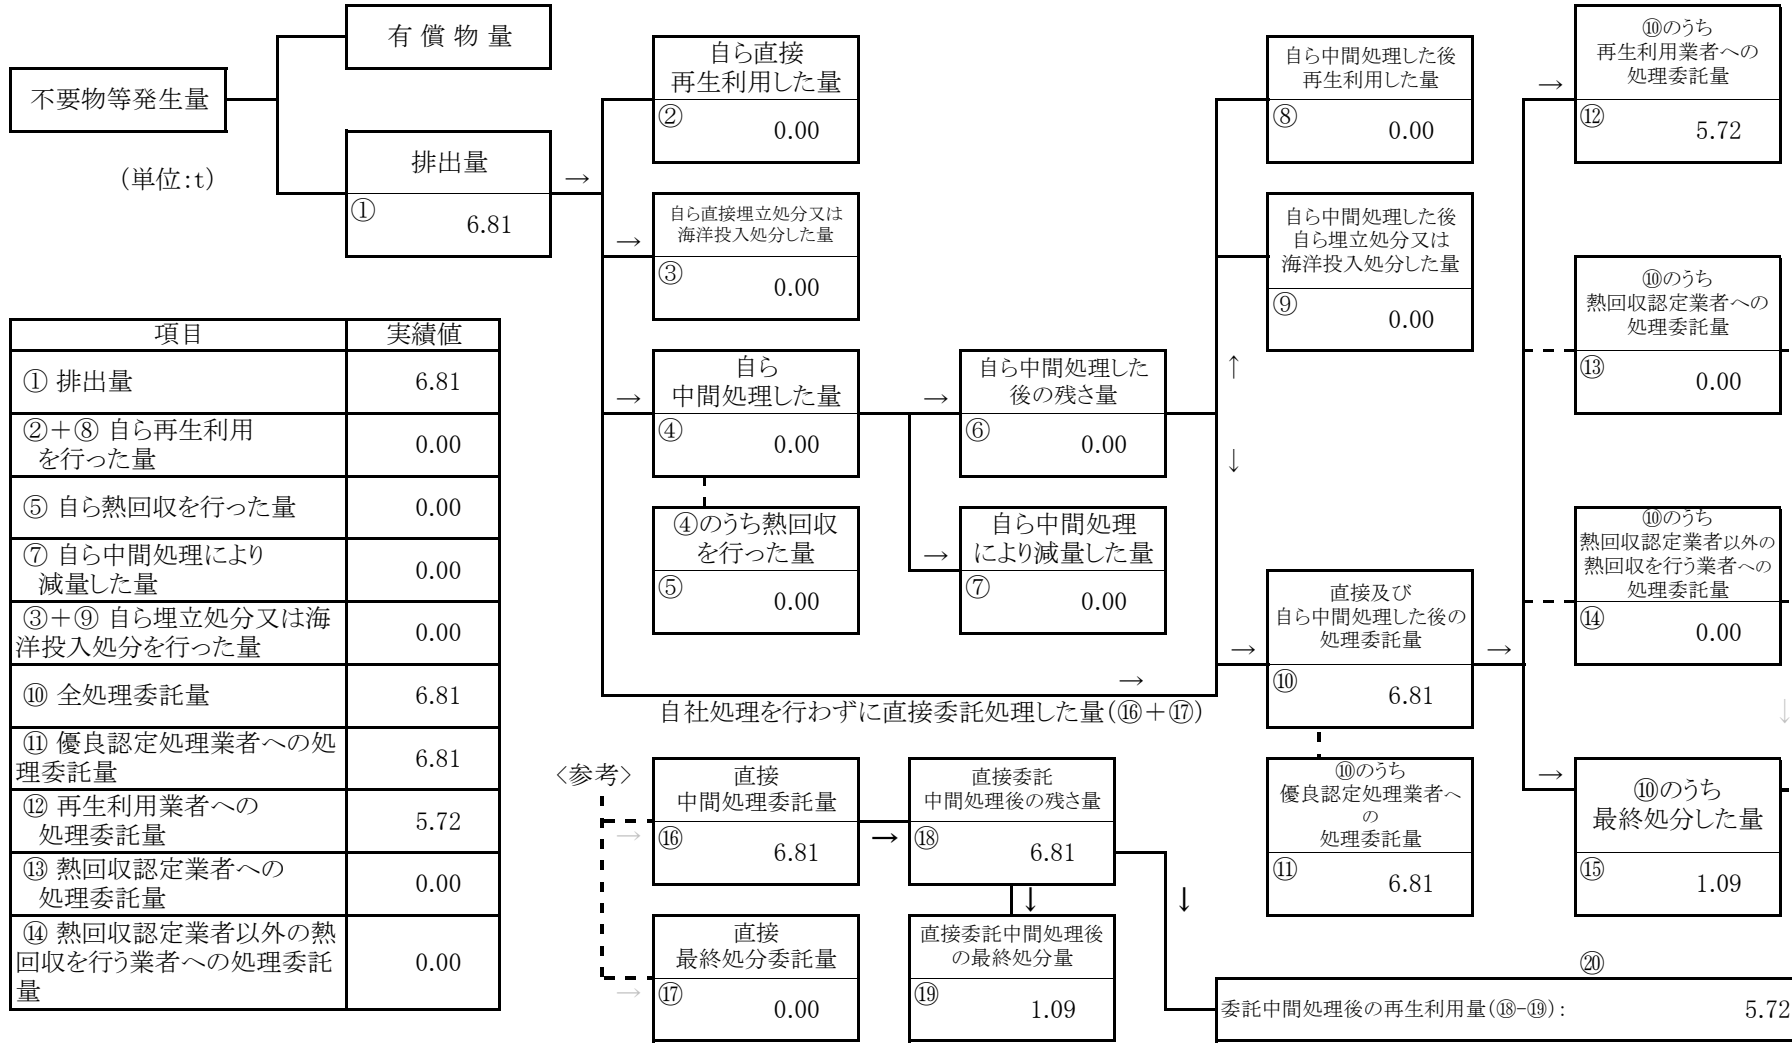 不要物等発生量
(単位:t)
有 償 物 量
排出量
①
6.81
→
自ら直接
再生利用した量
②
0.00
→
自ら直接埋立処分又は
海洋投入処分した量
③
0.00
→
自ら
中間処理した量
④
0.00
④のうち熱回収
を行った量
⑤
0.00
→
自ら中間処理した
後の残さ量
⑥
0.00
→
自ら中間処理
により減量した量
⑦
0.00
自ら中間処理した後
再生利用した量
⑧
0.00
自ら中間処理した後
自ら埋立処分又は
海洋投入処分した量
⑨
0.00
↑
↓
→
自社処理を行わずに直接委託処理した量(⑯+⑰)
→
直接及び
自ら中間処理した後の
処理委託量
⑩
6.81
⑩のうち
優良認定処理業者へ
の
処理委託量
⑪
6.81
→
→
⑩のうち
再生利用業者への
処理委託量
⑫
5.72
⑩のうち
熱回収認定業者への
処理委託量
⑬
0.00
⑩のうち
熱回収認定業者以外の
熱回収を行う業者への
処理委託量
⑭
0.00
↓
→
⑩のうち
最終処分した量
⑮
1.09
項目 実績値
① 排出量 6.81
②+⑧ 自ら再生利用
を行った量 0.00
⑤ 自ら熱回収を行った量 0.00
⑦ 自ら中間処理により
減量した量 0.00
③+⑨ 自ら埋立処分又は海
洋投入処分を行った量 0.00
⑩ 全処理委託量 6.81
⑪ 優良認定処理業者への処
理委託量 6.81
⑫ 再生利用業者への
処理委託量 5.72
⑬ 熱回収認定業者への
処理委託量 0.00
⑭ 熱回収認定業者以外の熱
回収を行う業者への処理委託
量 0.00
〈参考〉
→
直接
中間処理委託量
⑯
6.81
→
直接委託
中間処理後の残さ量
⑱
6.81
↓
↓
→
直接
最終処分委託量
⑰
0.00
直接委託中間処理後
の最終処分量
⑲
1.09
⑳
委託中間処理後の再生利用量(⑱-⑲): 5.72